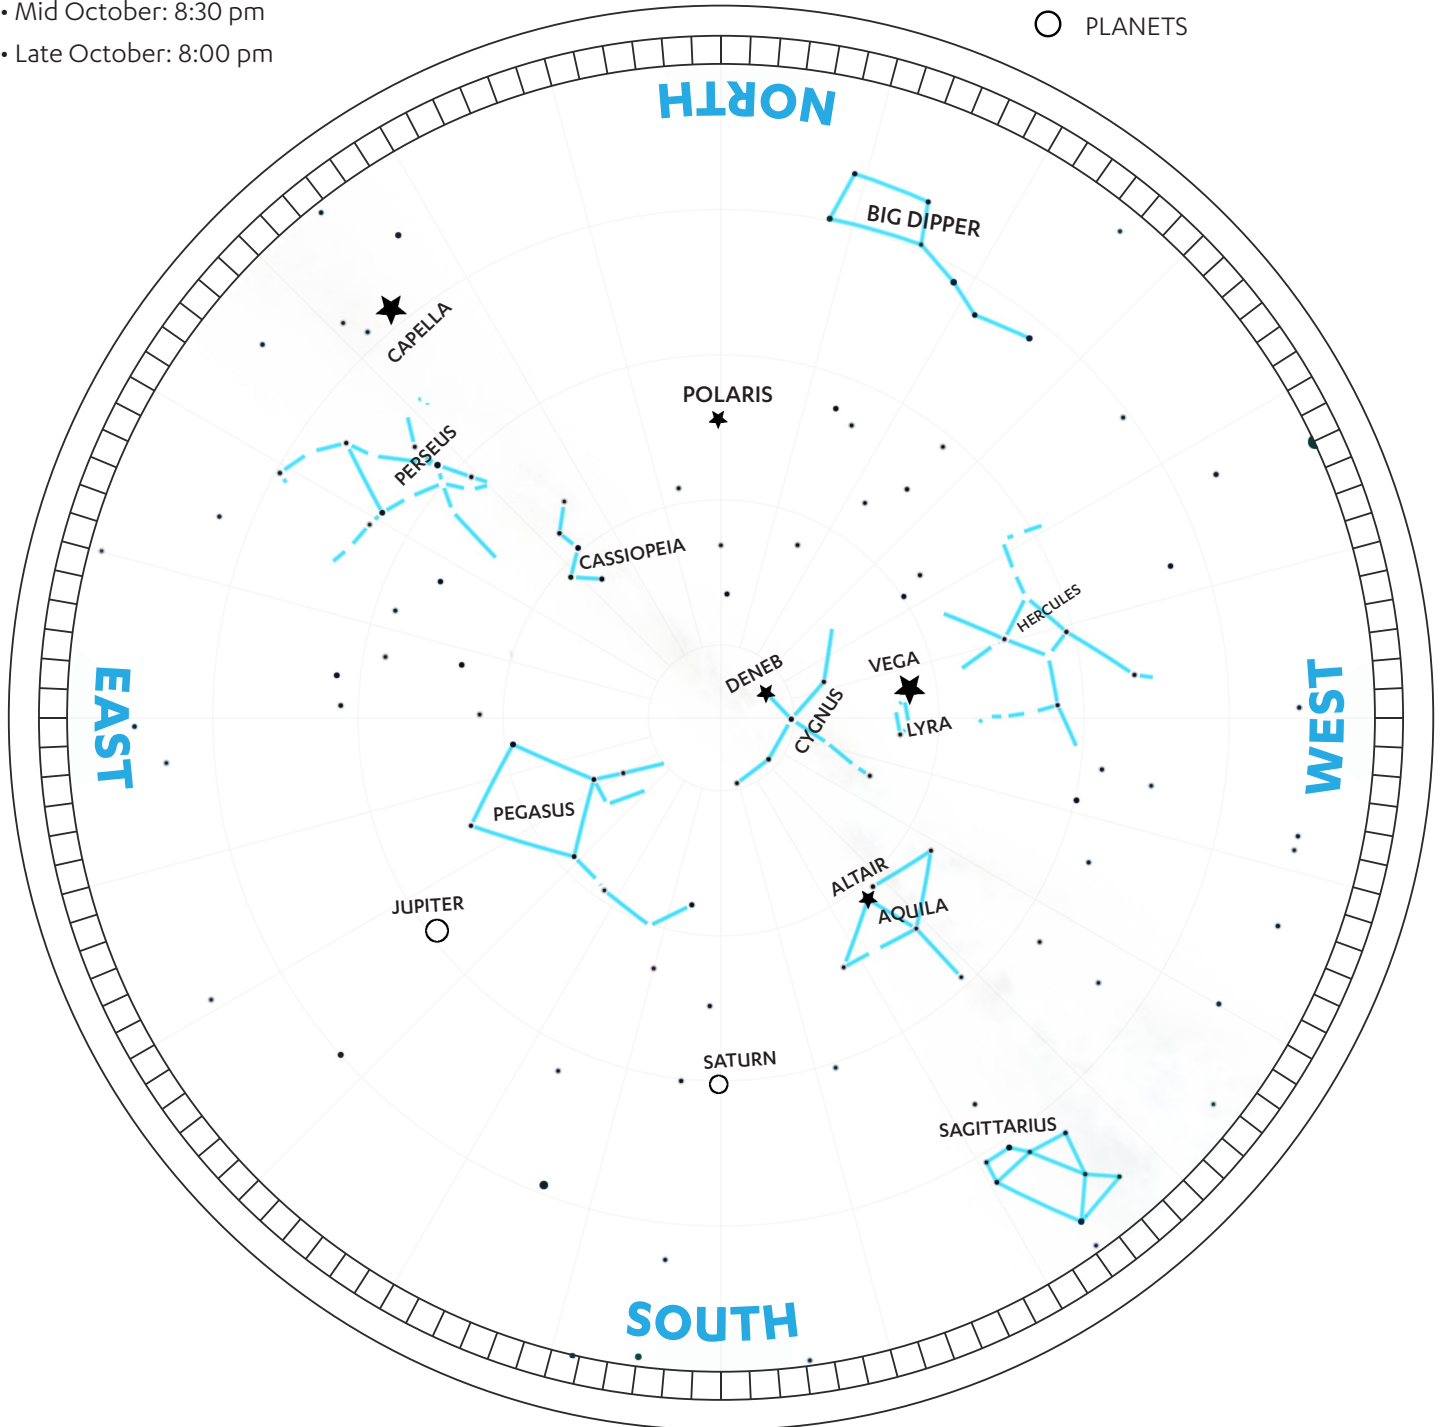 • Mid October: 8:30 pm
• Late October: 8:00 pm
PLANETS
NORTH
BIG DIPPER
CAPELLA
POLARIS
PERSEUS
CASSIOPEIA
HERCULES
DENEB
VEGA
EAST
WEST
CYGNUS
LYRA
PEGASUS
ALTAIR
JUPITER
AQUILA
SATURN
SAGITTARIUS
SOUTH